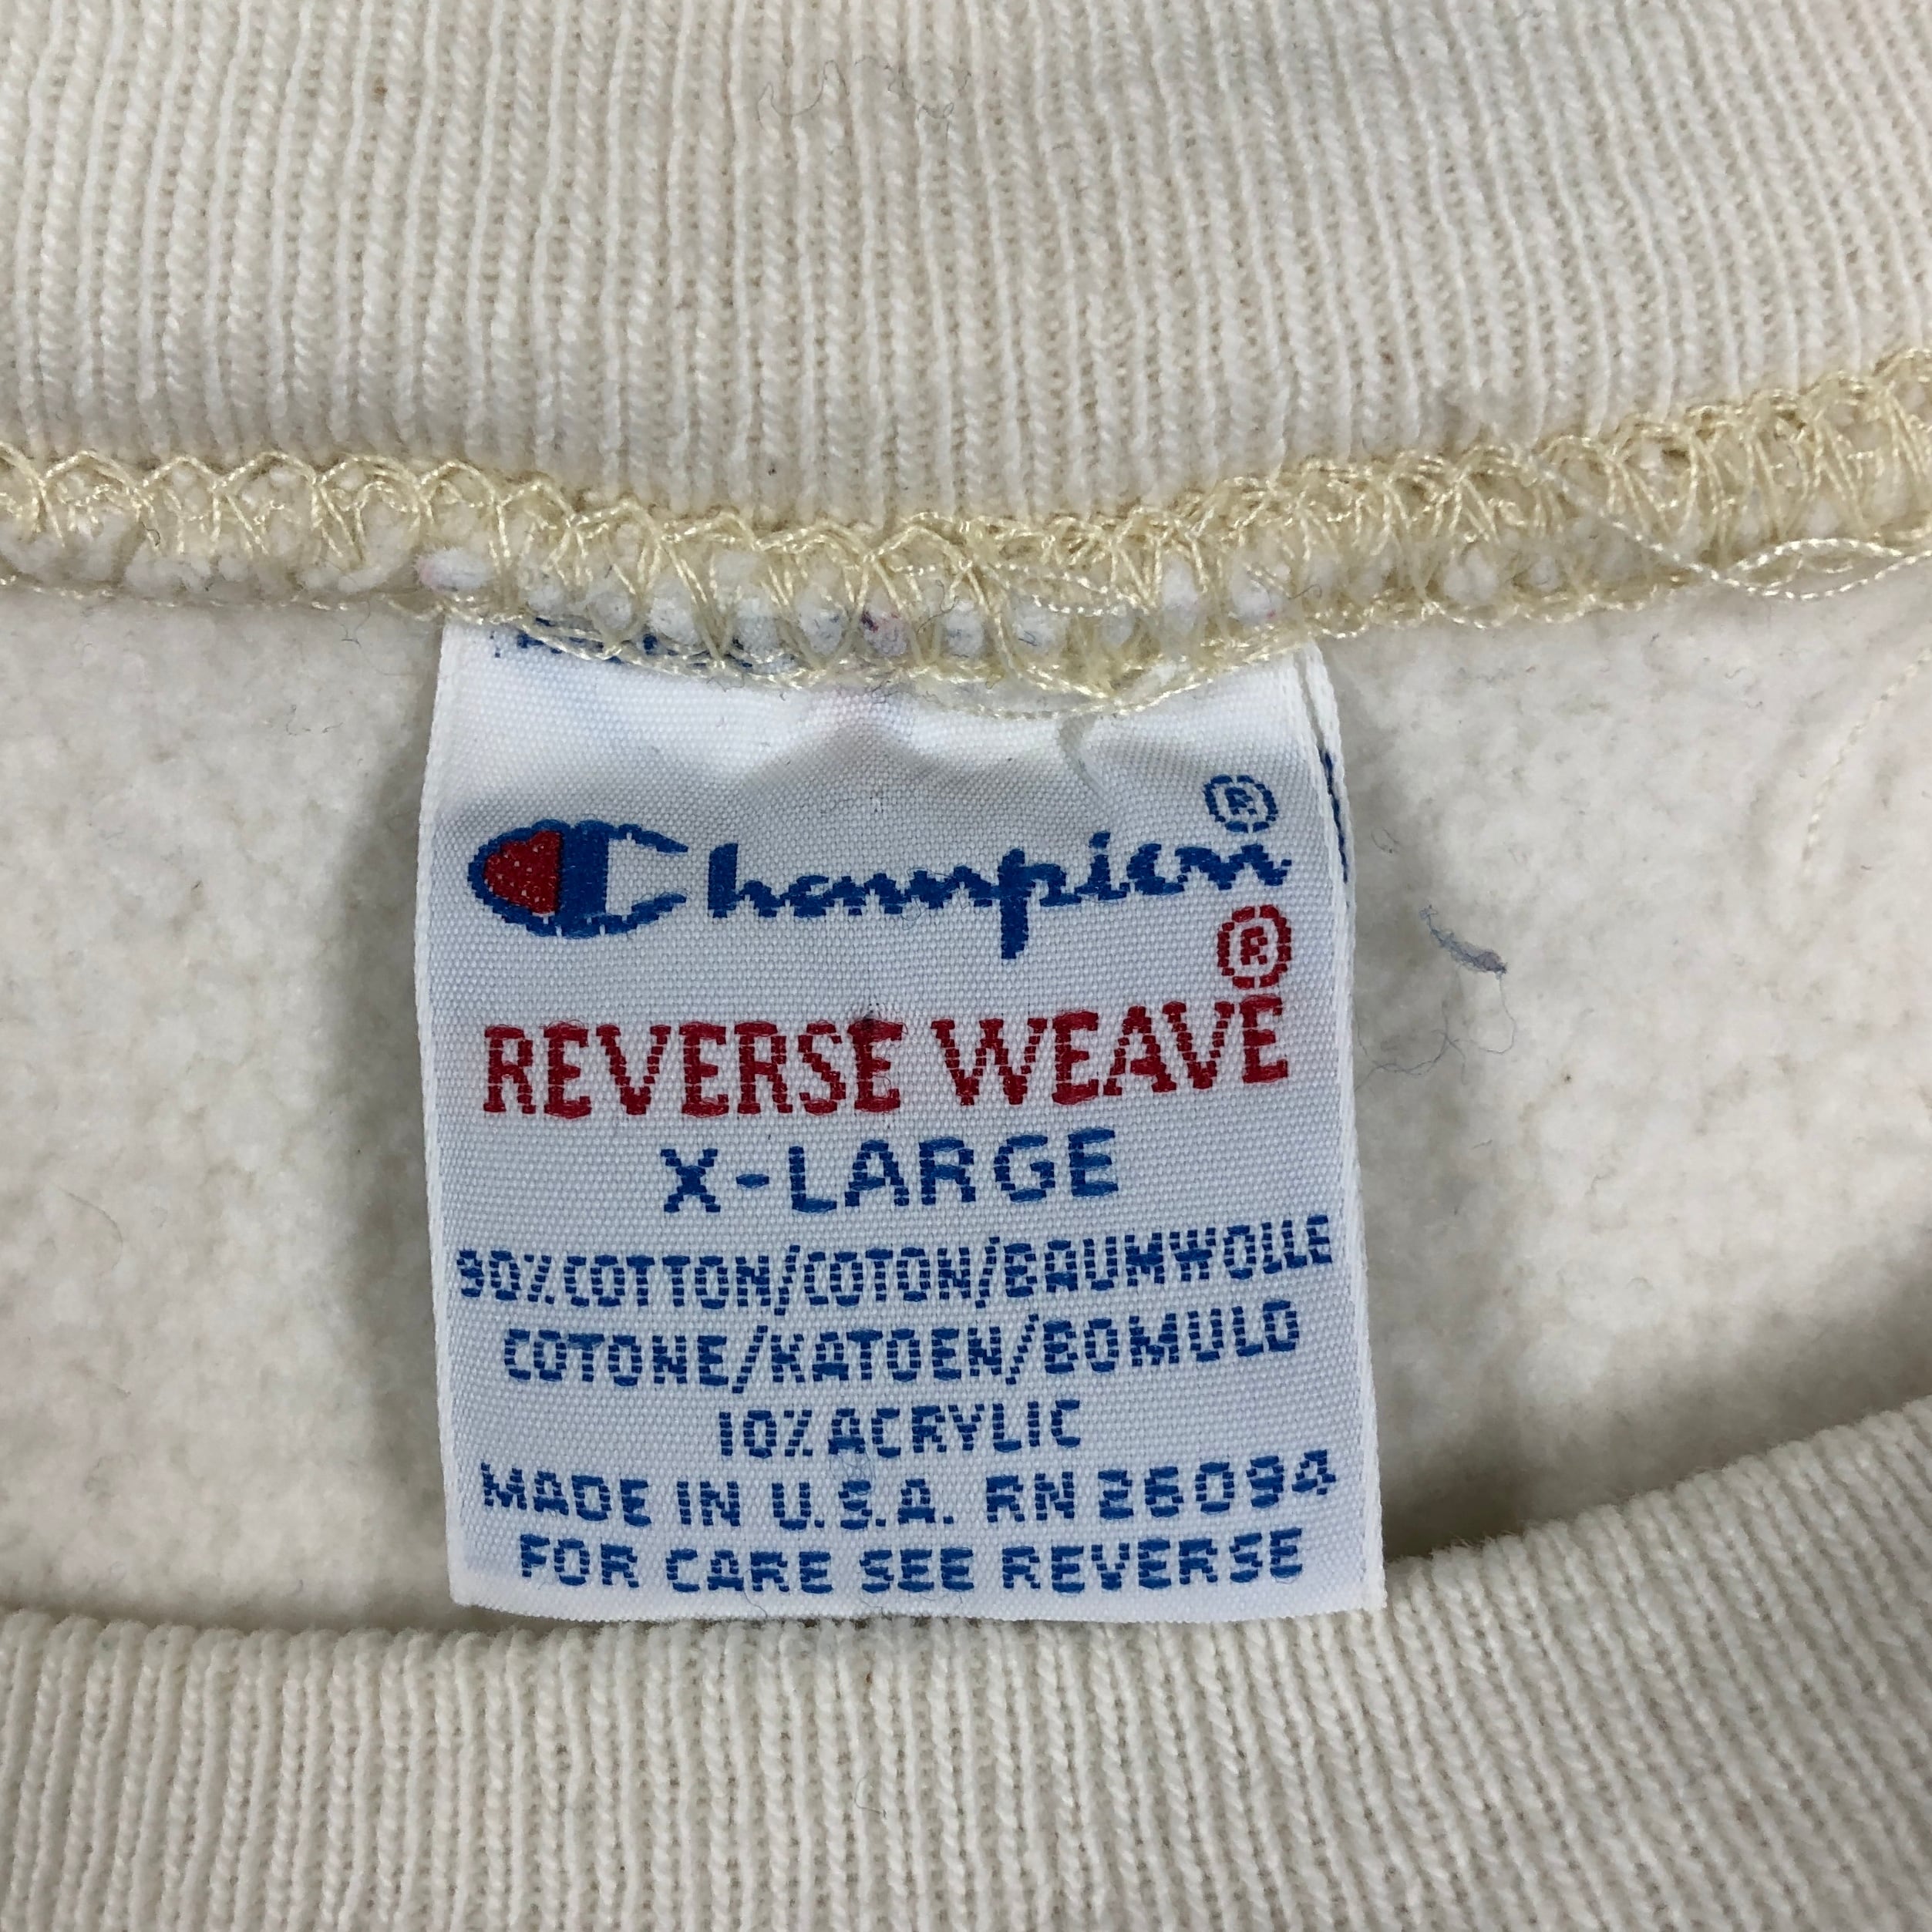 ®
Champion
®
REVERSE WEAVE
X-LARGE
90% COTTON/COTON/BAUMWOLLE
COTONE/KATOEN/BOMULD
10% ACRYLIC
MADE IN U.S.A. RN 26094
FOR CARE SEE REVERSE